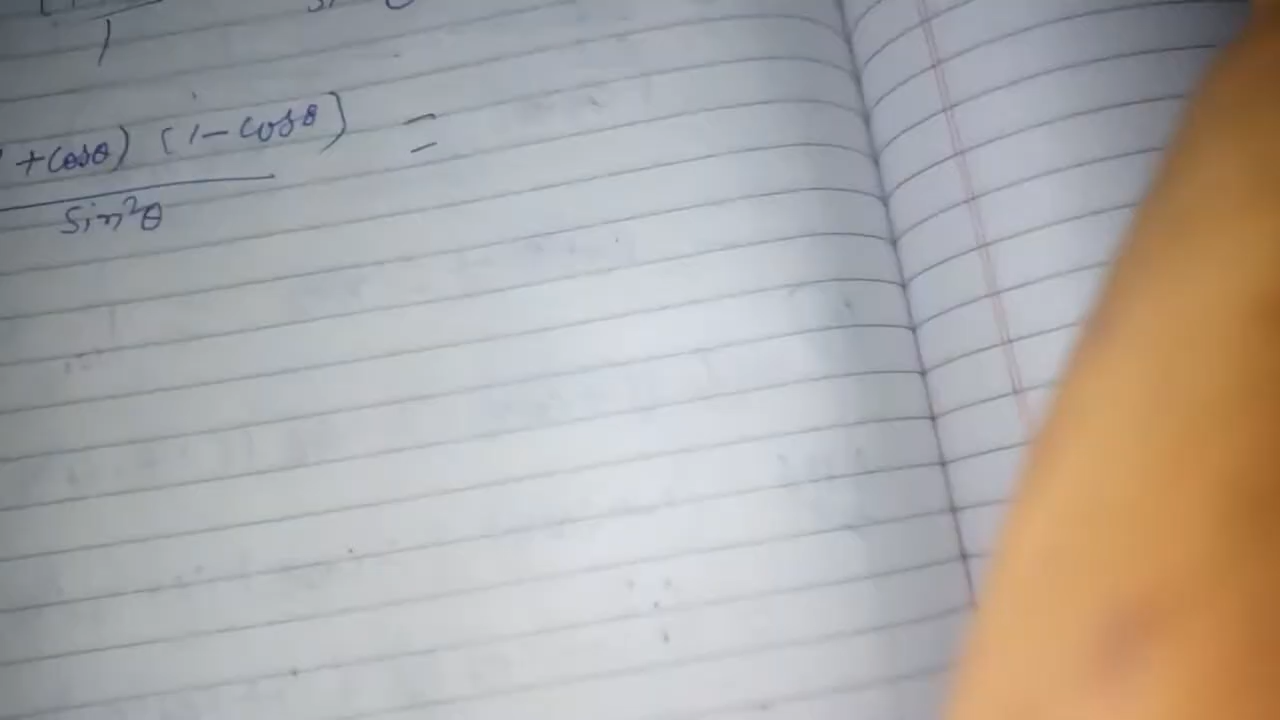 +cosθ) (1-cosθ) =
sin²θ